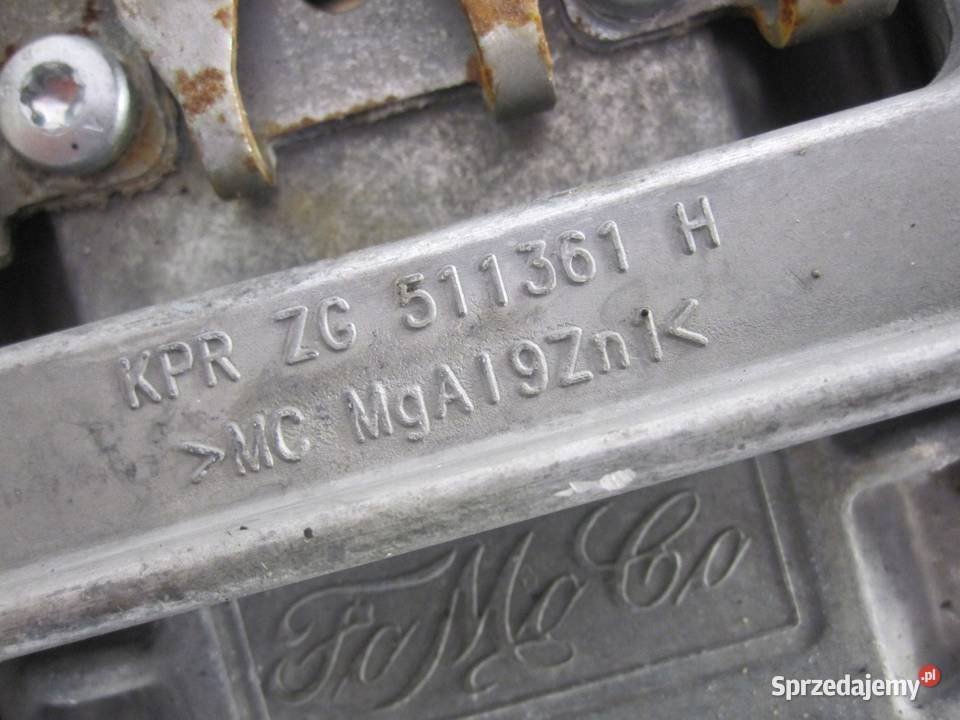 KPR ZG 511361 H
>MC MgAl9Zn1<
FoMoCo
Sprzedajemy.pl